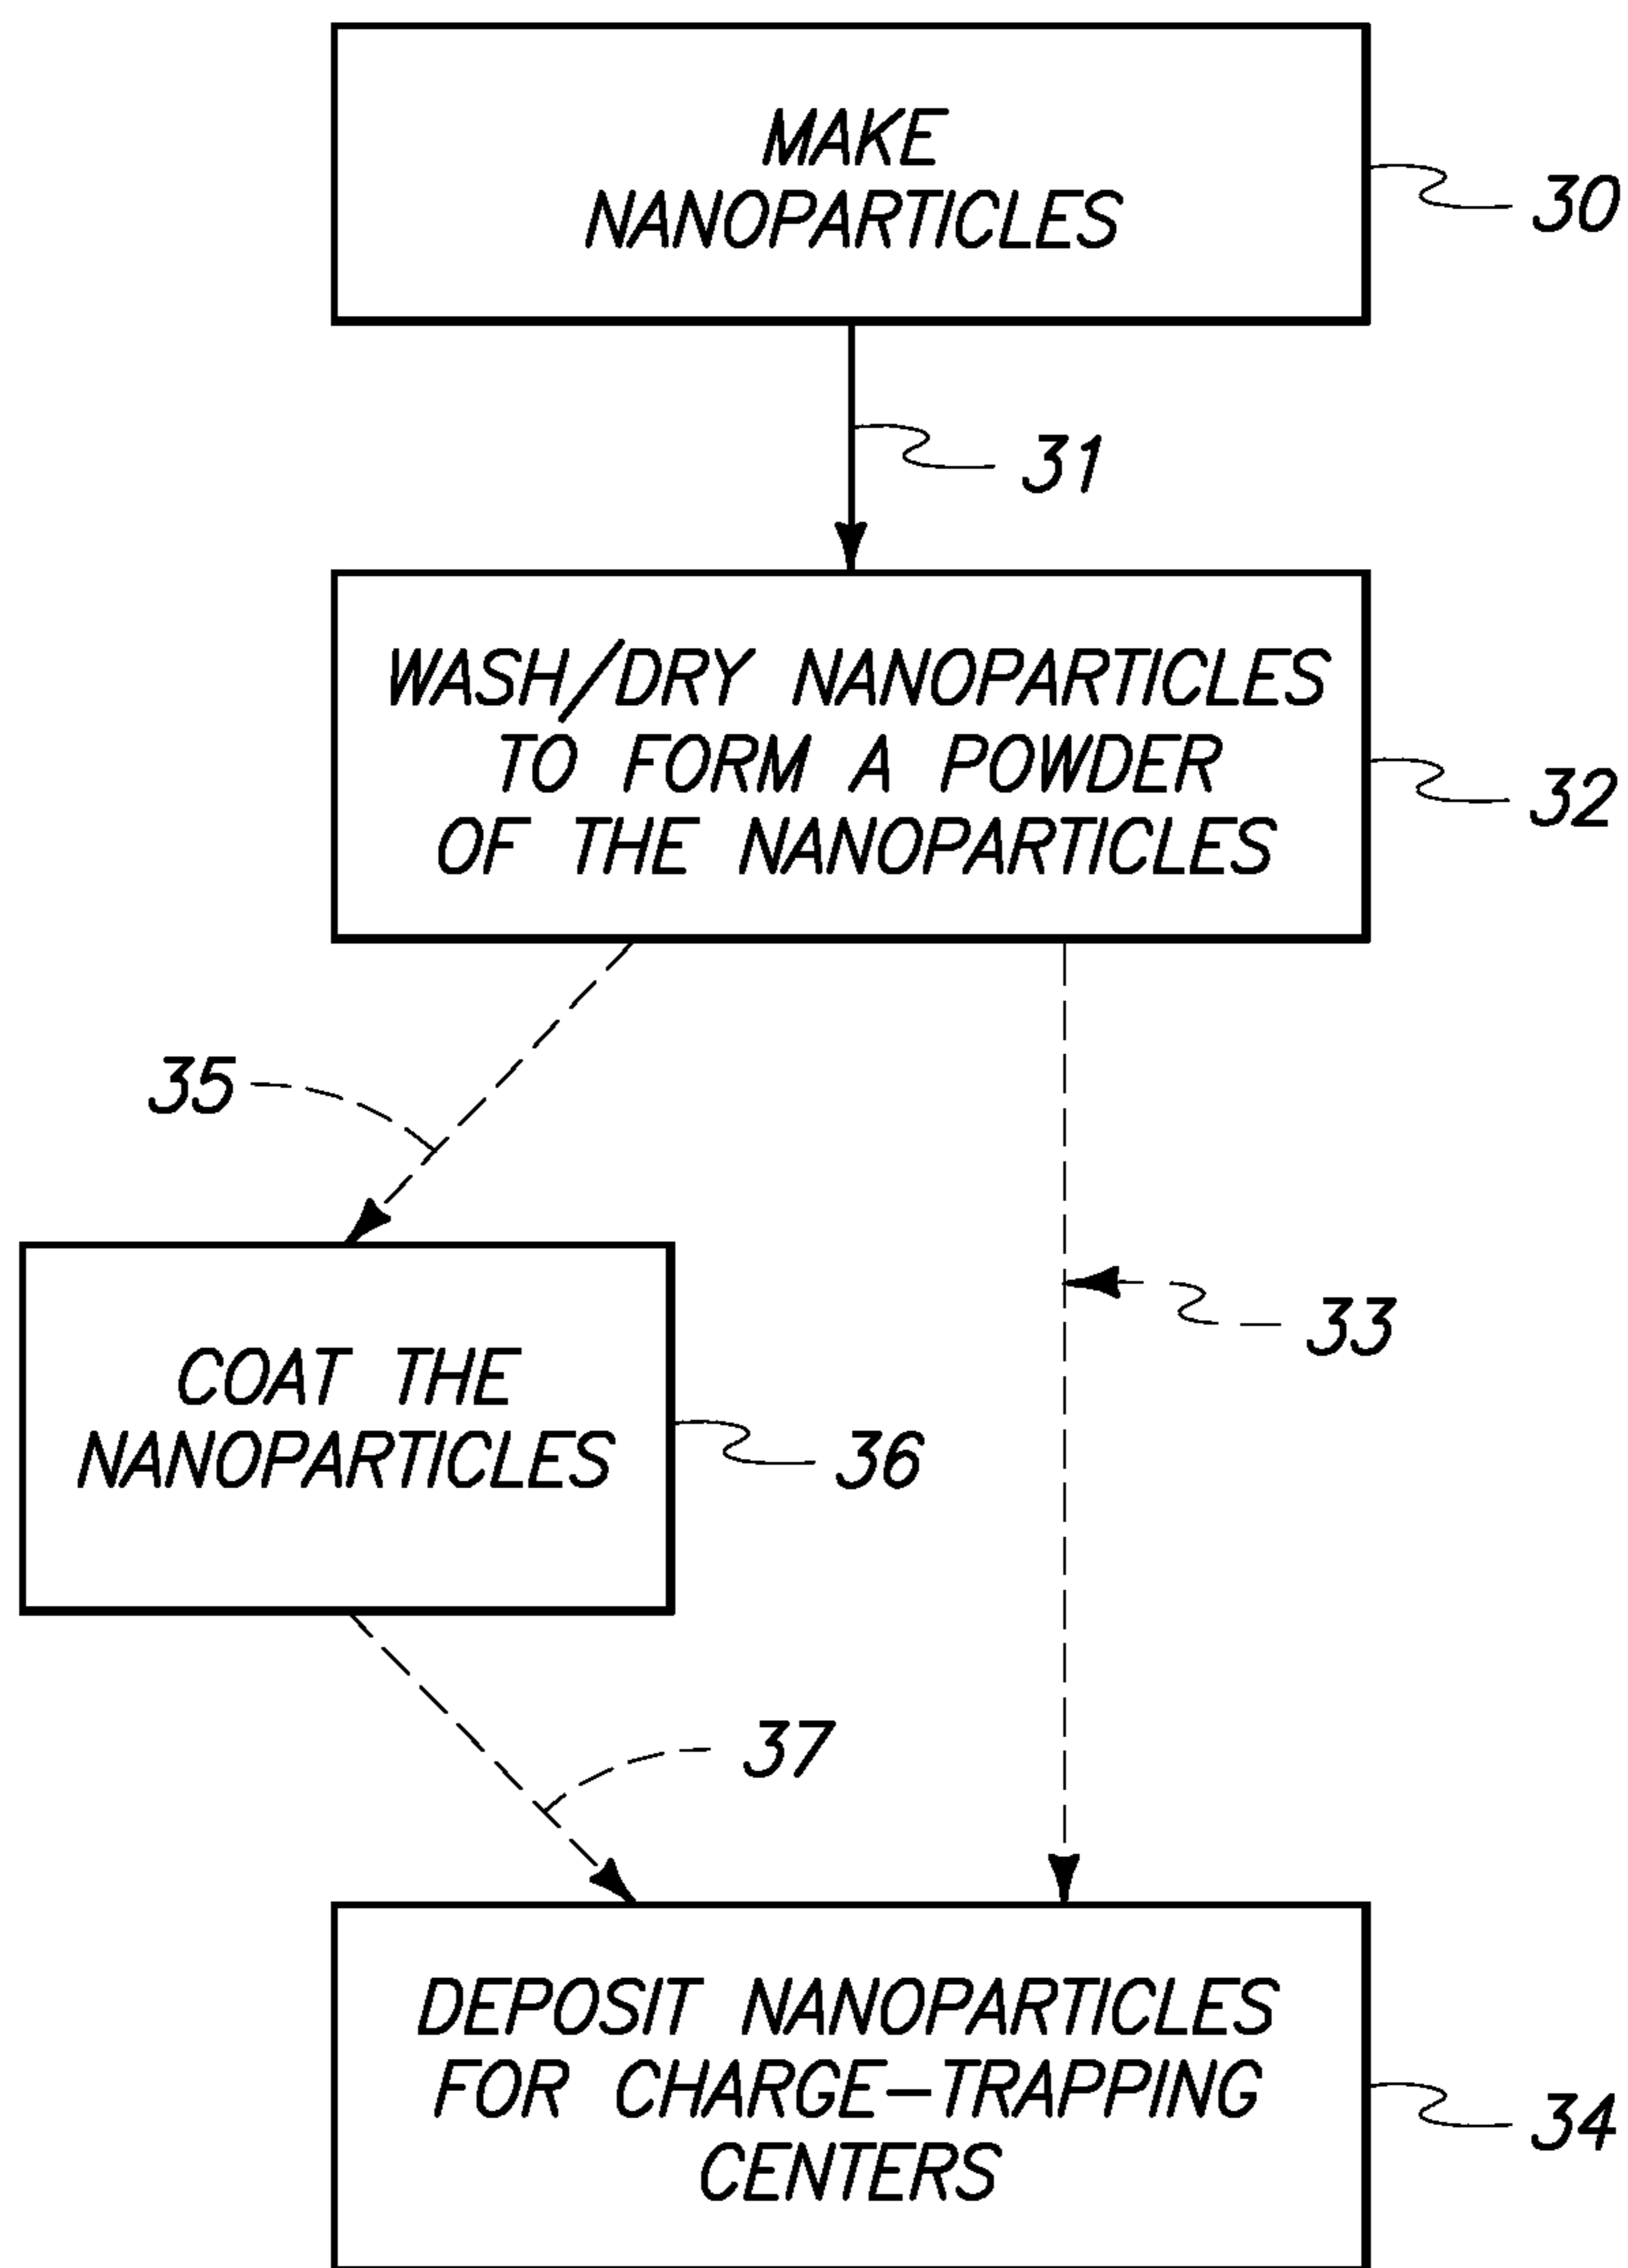 MAKE
NANOPARTICLES
30
31
WASH/DRY NANOPARTICLES
TO FORM A POWDER
OF THE NANOPARTICLES
32
35
33
COAT THE
NANOPARTICLES
36
37
DEPOSIT NANOPARTICLES
FOR CHARGE-TRAPPING
CENTERS
34